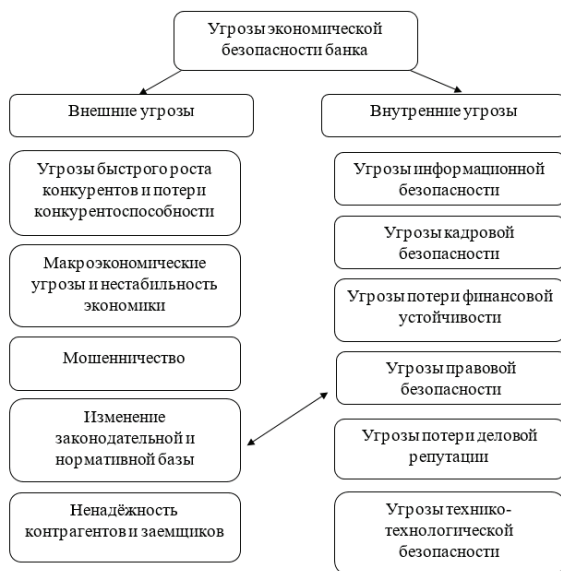 Угрозы экономической
безопасности банка
Внешние угрозы
Угрозы быстрого роста
конкурентов и потери
конкурентоспособности
Макроэкономические
угрозы и нестабильность
экономики
Мошенничество
Изменение
законодательной и
нормативной базы
Ненадёжность
контрагентов и заемщиков
Внутренние угрозы
Угрозы информационной
безопасности
Угрозы кадровой
безопасности
Угрозы потери финансовой
устойчивости
Угрозы правовой
безопасности
Угрозы потери деловой
репутации
Угрозы технико-
технологической
безопасности